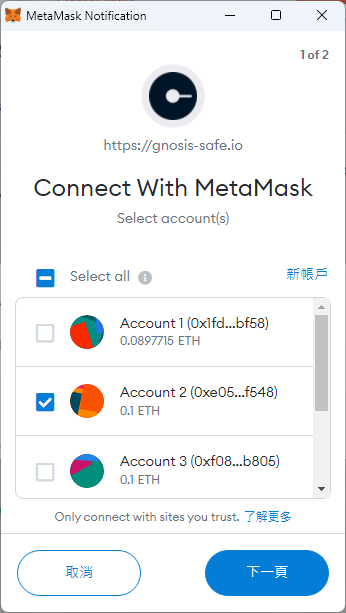 MetaMask Notification
1 of 2
https://gnosis-safe.io
Connect With MetaMask
Select account(s)
Select all
新帳戶
Account 1 (0x1fd...bf58)
0.0897715 ETH
Account 2 (0xe05...f548)
0.1 ETH
Account 3 (0xf08...b805)
0.1 ETH
Only connect with sites you trust. 了解更多
取消
下一頁